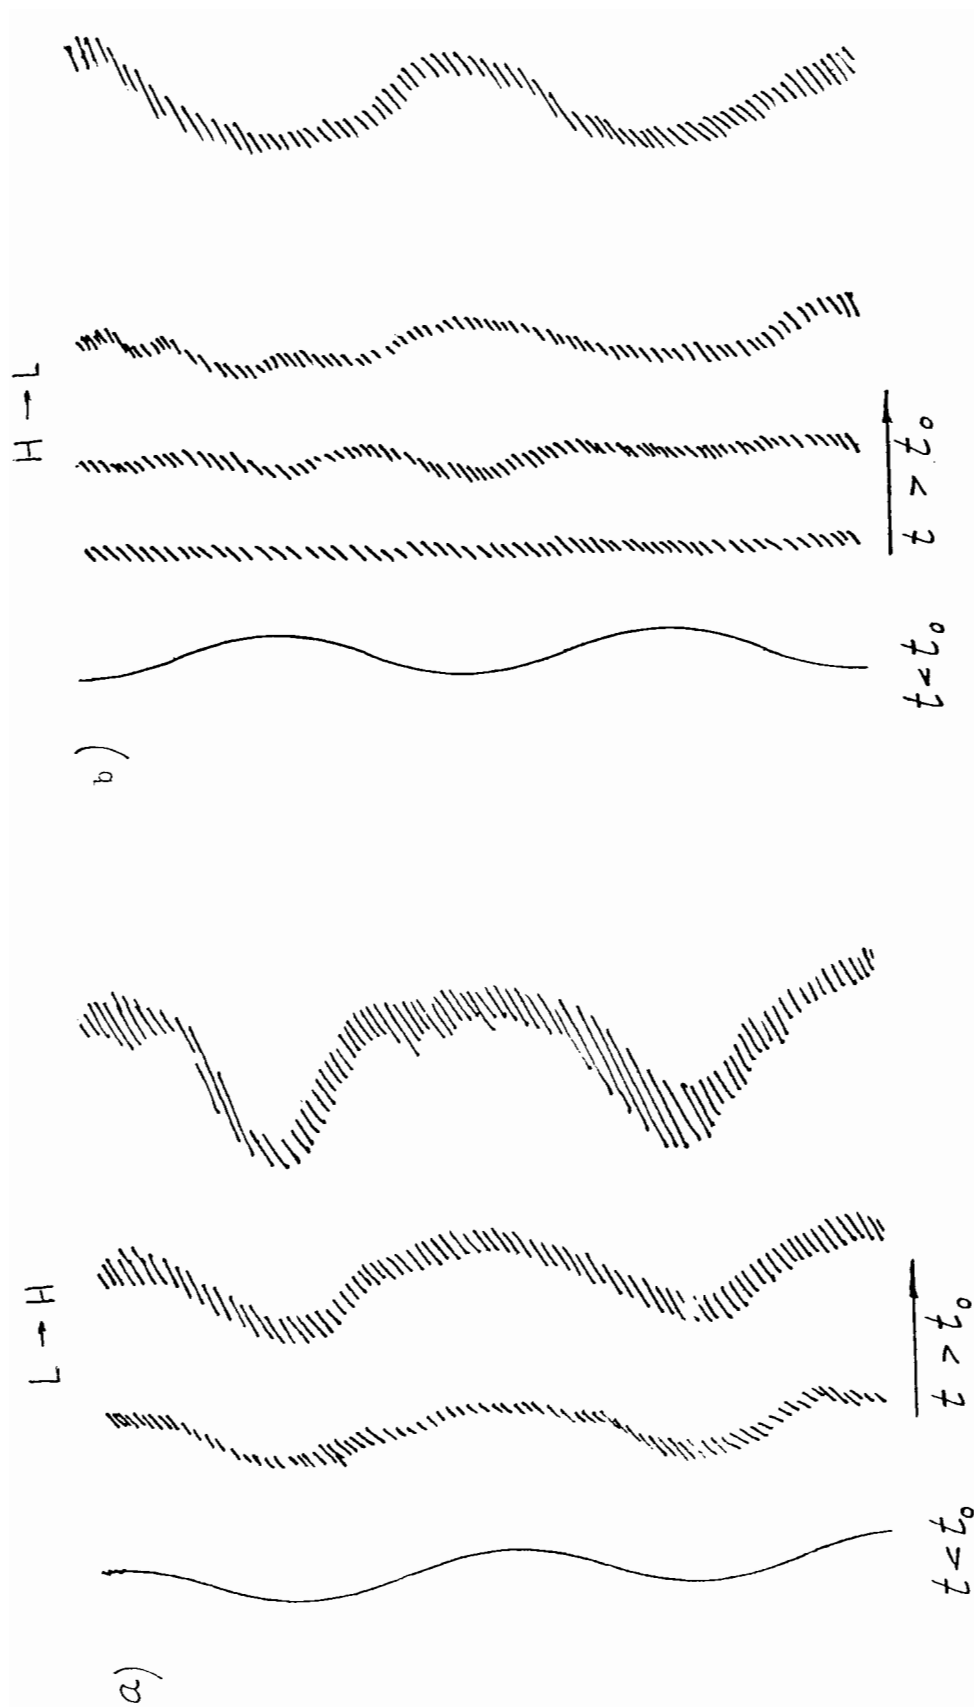 a)
L → H
t < t₀
t > t₀
b)
H → L
t < t₀
t > t₀